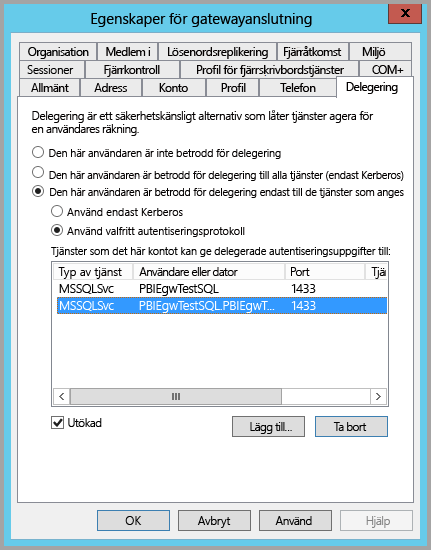 Egenskaper för gatewayanslutning
x
Organisation Medlem i Lösenordsreplikering Fjärråtkomst Miljö
Sessioner Fjärrkontroll Profil för fjärrskrivbordstjänster COM+
Allmänt Adress Konto Profil Telefon Delegering
Delegering är ett säkerhetskänsligt alternativ som låter tjänster agera för
en användares räkning.
Den här användaren är inte betrodd för delegering
Den här användaren är betrodd för delegering till alla tjänster (endast Kerberos)
Den här användaren är betrodd för delegering endast till de tjänster som anges
Använd endast Kerberos
Använd valfritt autentiseringsprotokoll
Tjänster som det här kontot kan ge delegerade autentiseringsuppgifter till:
Typ av tjänst Användare eller dator Port Tjär
MSSQLSvc PBIEgwTestSQL 1433
MSSQLSvc PBIEgwTestSQL.PBIEgwT... 1433
Utökad Lägg till... Ta bort
OK Avbryt Använd Hjälp